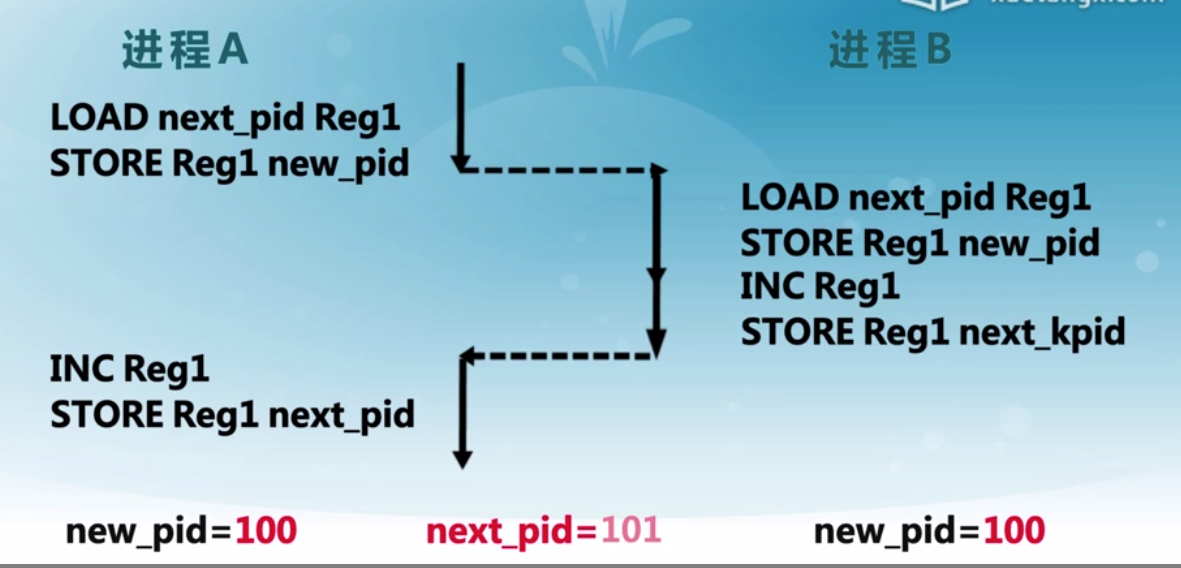 进程A
进程B
LOAD next_pid Reg1
STORE Reg1 new_pid
LOAD next_pid Reg1
STORE Reg1 new_pid
INC Reg1
STORE Reg1 next_kpid
INC Reg1
STORE Reg1 next_pid
new_pid=100
next_pid=101
new_pid=100